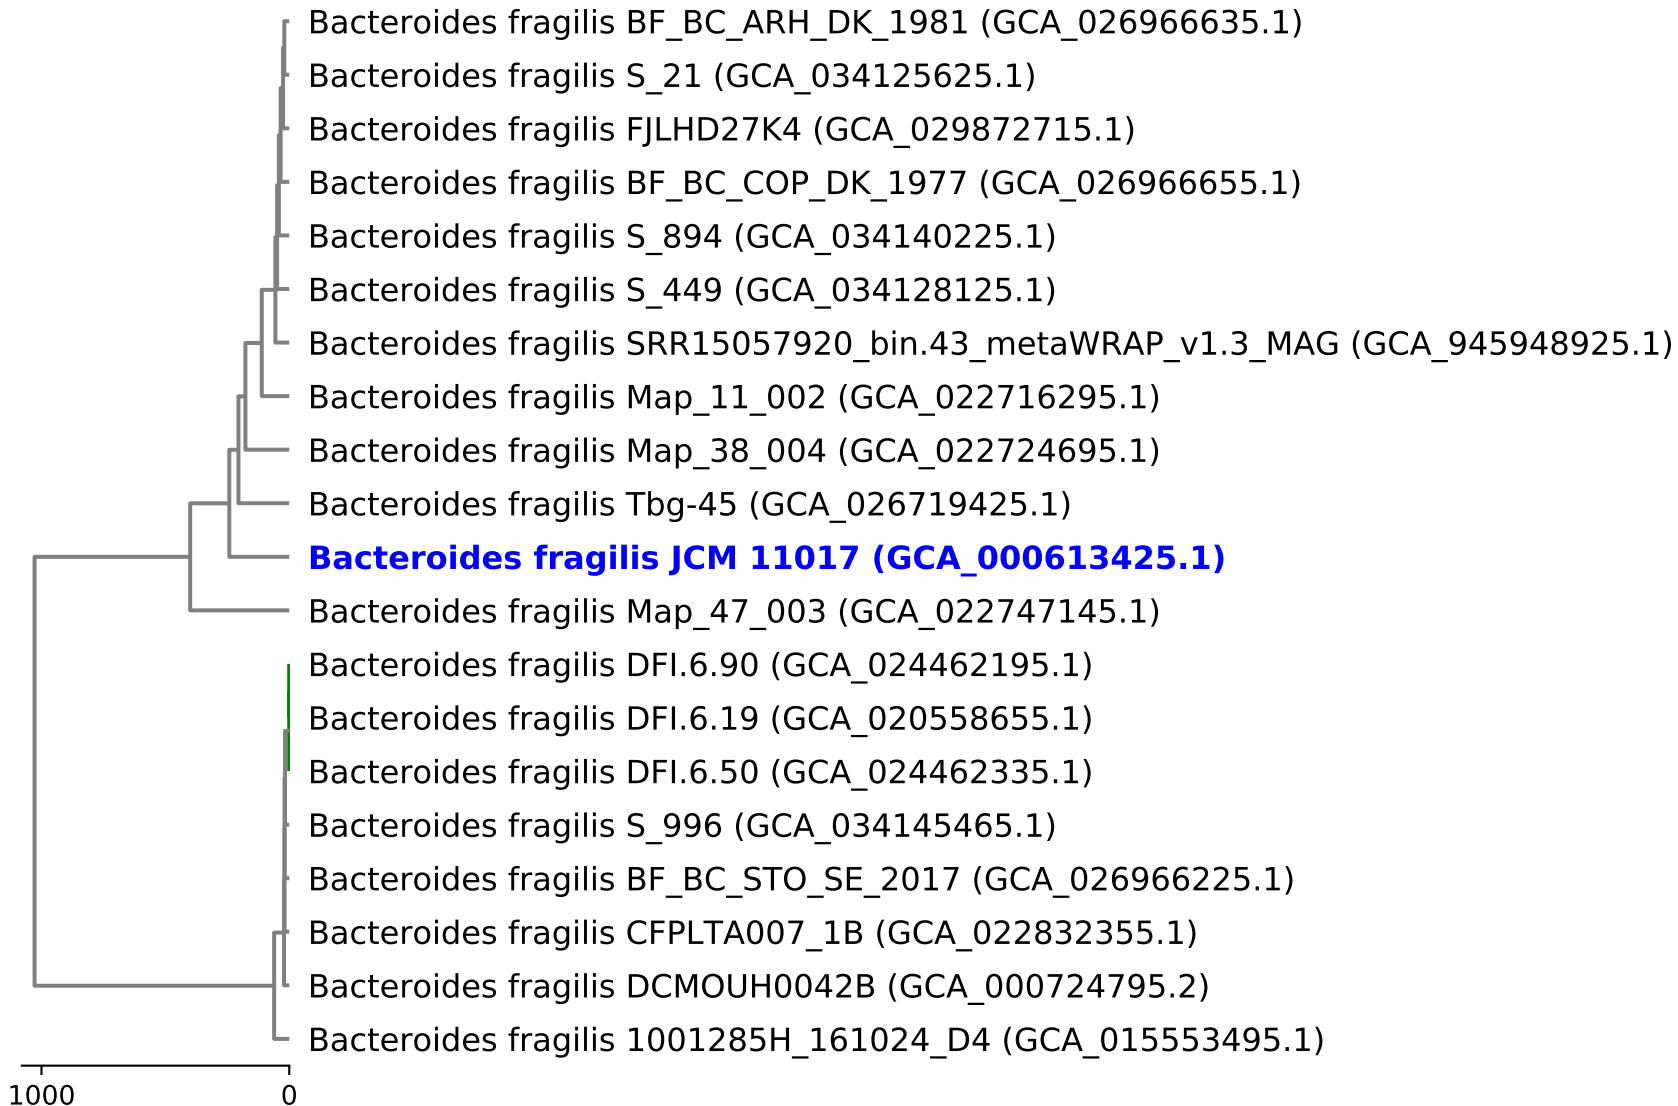 Bacteroides fragilis BF_BC_ARH_DK_1981 (GCA_026966635.1)
Bacteroides fragilis S_21 (GCA_034125625.1)
Bacteroides fragilis FJLHD27K4 (GCA_029872715.1)
Bacteroides fragilis BF_BC_COP_DK_1977 (GCA_026966655.1)
Bacteroides fragilis S_894 (GCA_034140225.1)
Bacteroides fragilis S_449 (GCA_034128125.1)
Bacteroides fragilis SRR15057920_bin.43_metaWRAP_v1.3_MAG (GCA_945948925.1)
Bacteroides fragilis Map_11_002 (GCA_022716295.1)
Bacteroides fragilis Map_38_004 (GCA_022724695.1)
Bacteroides fragilis Tbg-45 (GCA_026719425.1)
Bacteroides fragilis JCM 11017 (GCA_000613425.1)
Bacteroides fragilis Map_47_003 (GCA_022747145.1)
Bacteroides fragilis DFI.6.90 (GCA_024462195.1)
Bacteroides fragilis DFI.6.19 (GCA_020558655.1)
Bacteroides fragilis DFI.6.50 (GCA_024462335.1)
Bacteroides fragilis S_996 (GCA_034145465.1)
Bacteroides fragilis BF_BC_STO_SE_2017 (GCA_026966225.1)
Bacteroides fragilis CFPLTA007_1B (GCA_022832355.1)
Bacteroides fragilis DCMOUH0042B (GCA_000724795.2)
Bacteroides fragilis 1001285H_161024_D4 (GCA_015553495.1)
1000 0